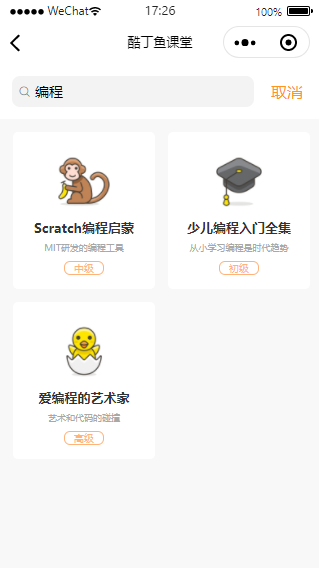 WeChat 17:26 100%
酷丁鱼课堂
编程 取消
Scratch编程启蒙
MIT研发的编程工具
中级
少儿编程入门全集
从小学习编程是时代趋势
初级
爱编程的艺术家
艺术和代码的碰撞
高级